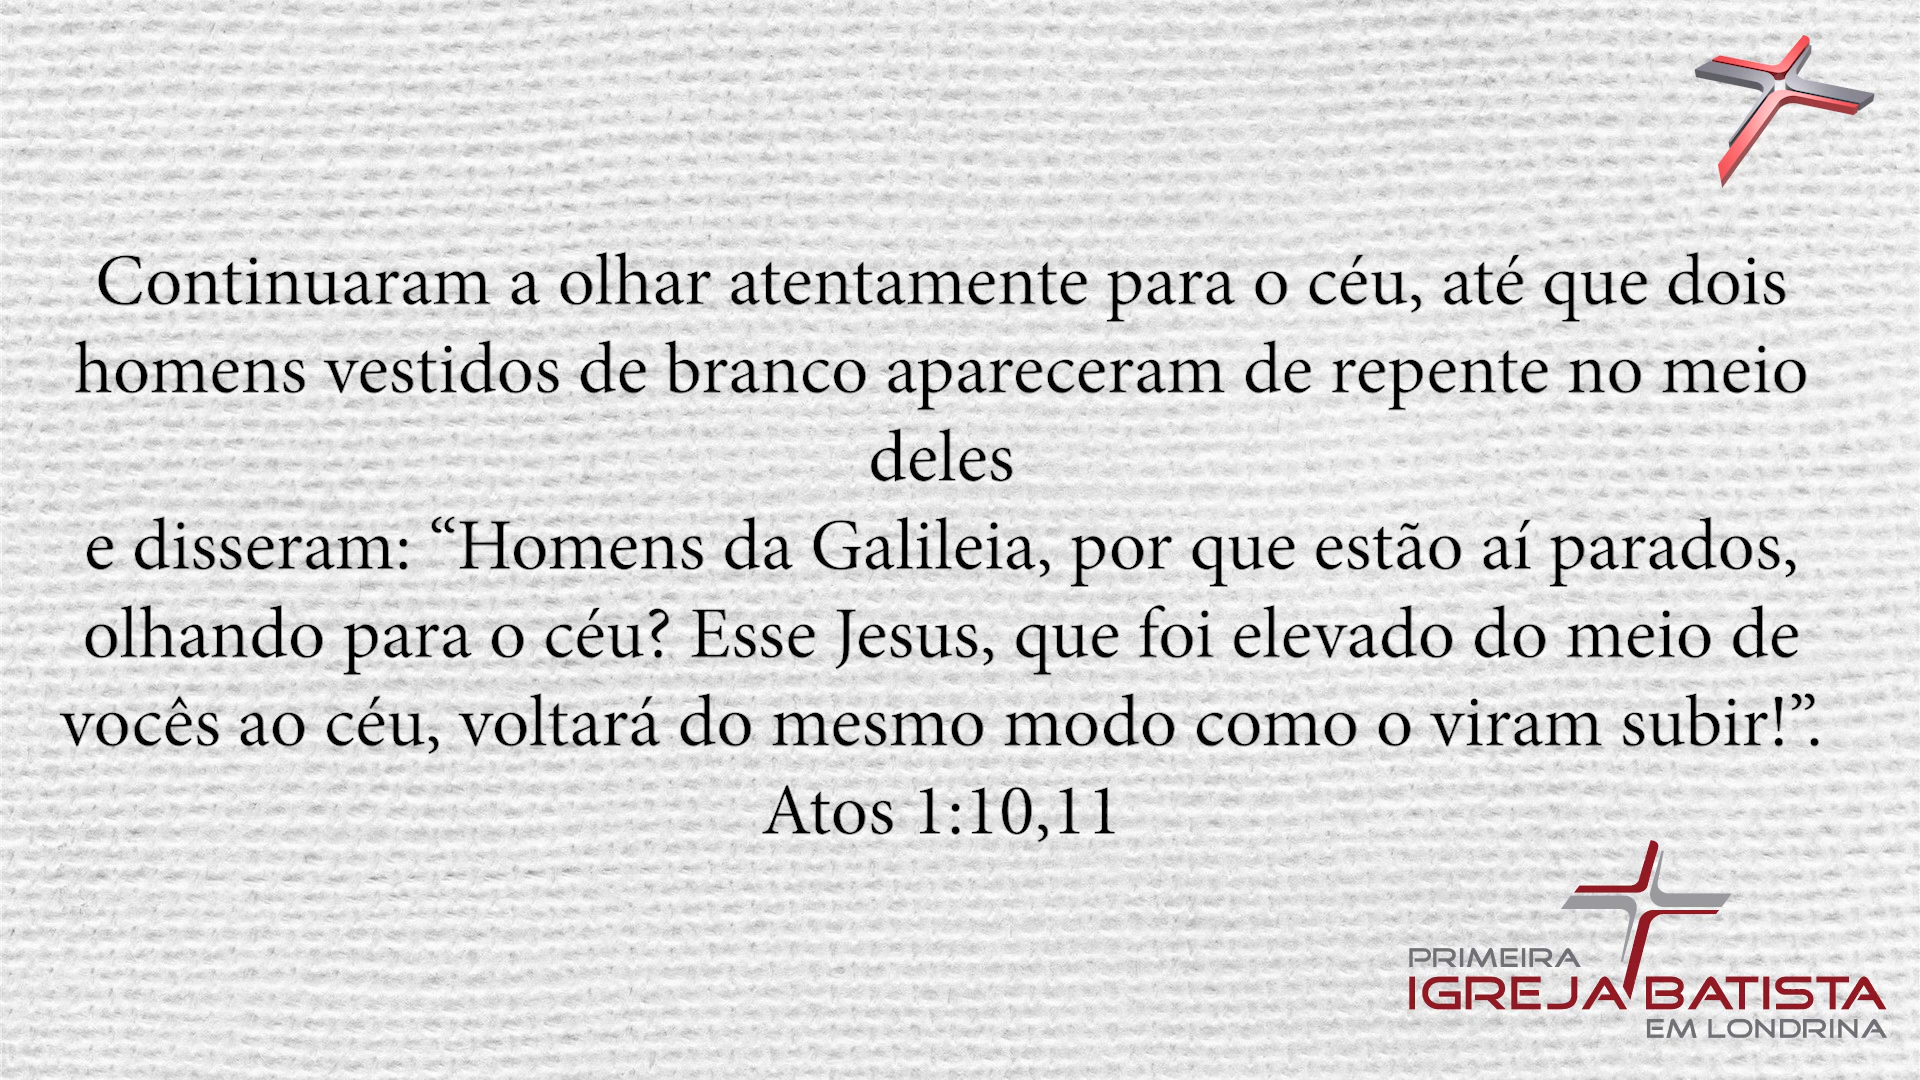 Continuaram a olhar atentamente para o céu, até que dois
homens vestidos de branco apareceram de repente no meio
deles
e disseram: “Homens da Galileia, por que estão aí parados,
olhando para o céu? Esse Jesus, que foi elevado do meio de
vocês ao céu, voltará do mesmo modo como o viram subir!”.
Atos 1:10,11
PRIMEIRA
IGREJA BATISTA
EM LONDRINA